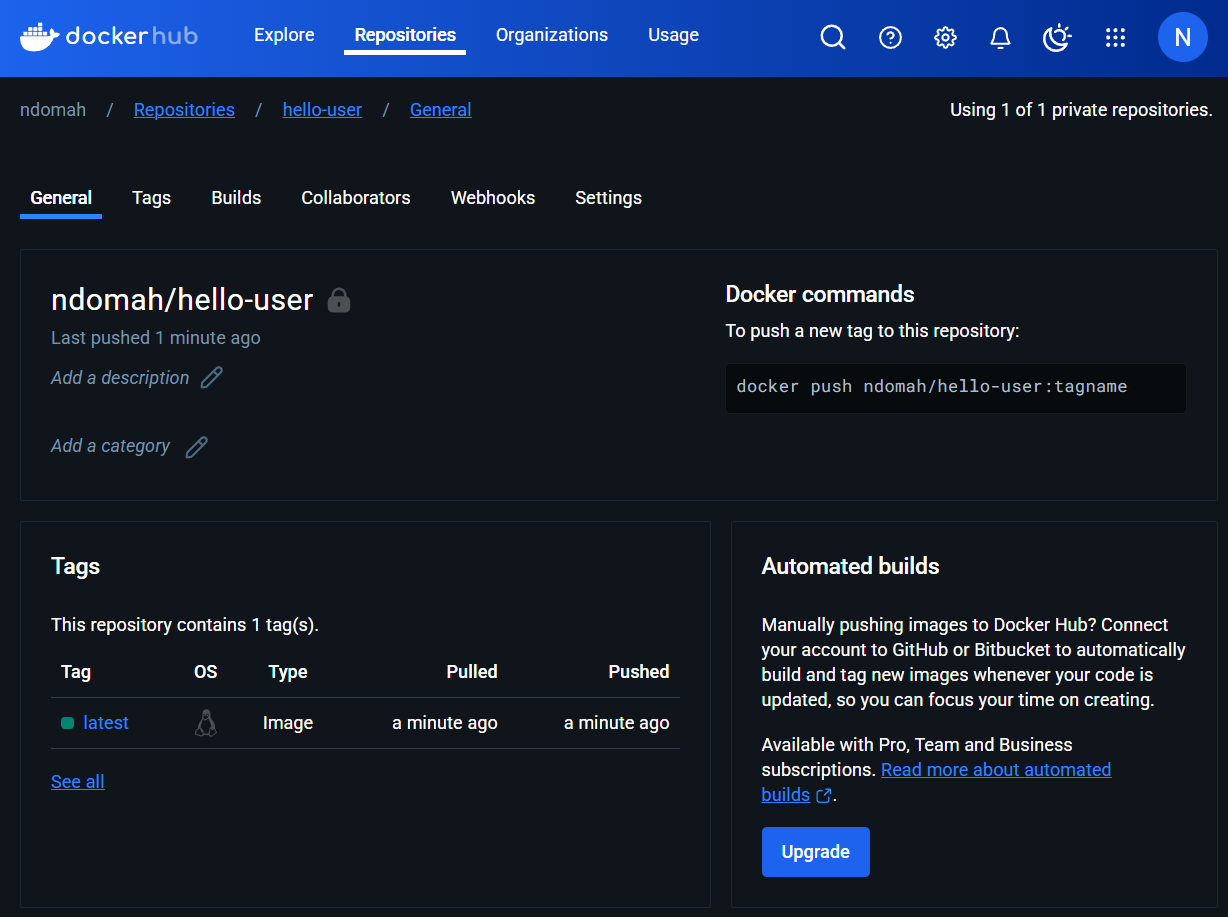 dockerhub Explore Repositories Organizations Usage N
ndomah / Repositories / hello-user / General Using 1 of 1 private repositories.
General Tags Builds Collaborators Webhooks Settings
ndomah/hello-user
Last pushed 1 minute ago
Add a description
Add a category
Docker commands
To push a new tag to this repository:
docker push ndomah/hello-user:tagname
Tags
This repository contains 1 tag(s).
Tag OS Type Pulled Pushed
latest Image a minute ago a minute ago
See all
Automated builds
Manually pushing images to Docker Hub? Connect
your account to GitHub or Bitbucket to automatically
build and tag new images whenever your code is
updated, so you can focus your time on creating.
Available with Pro, Team and Business
subscriptions. Read more about automated
builds .
Upgrade